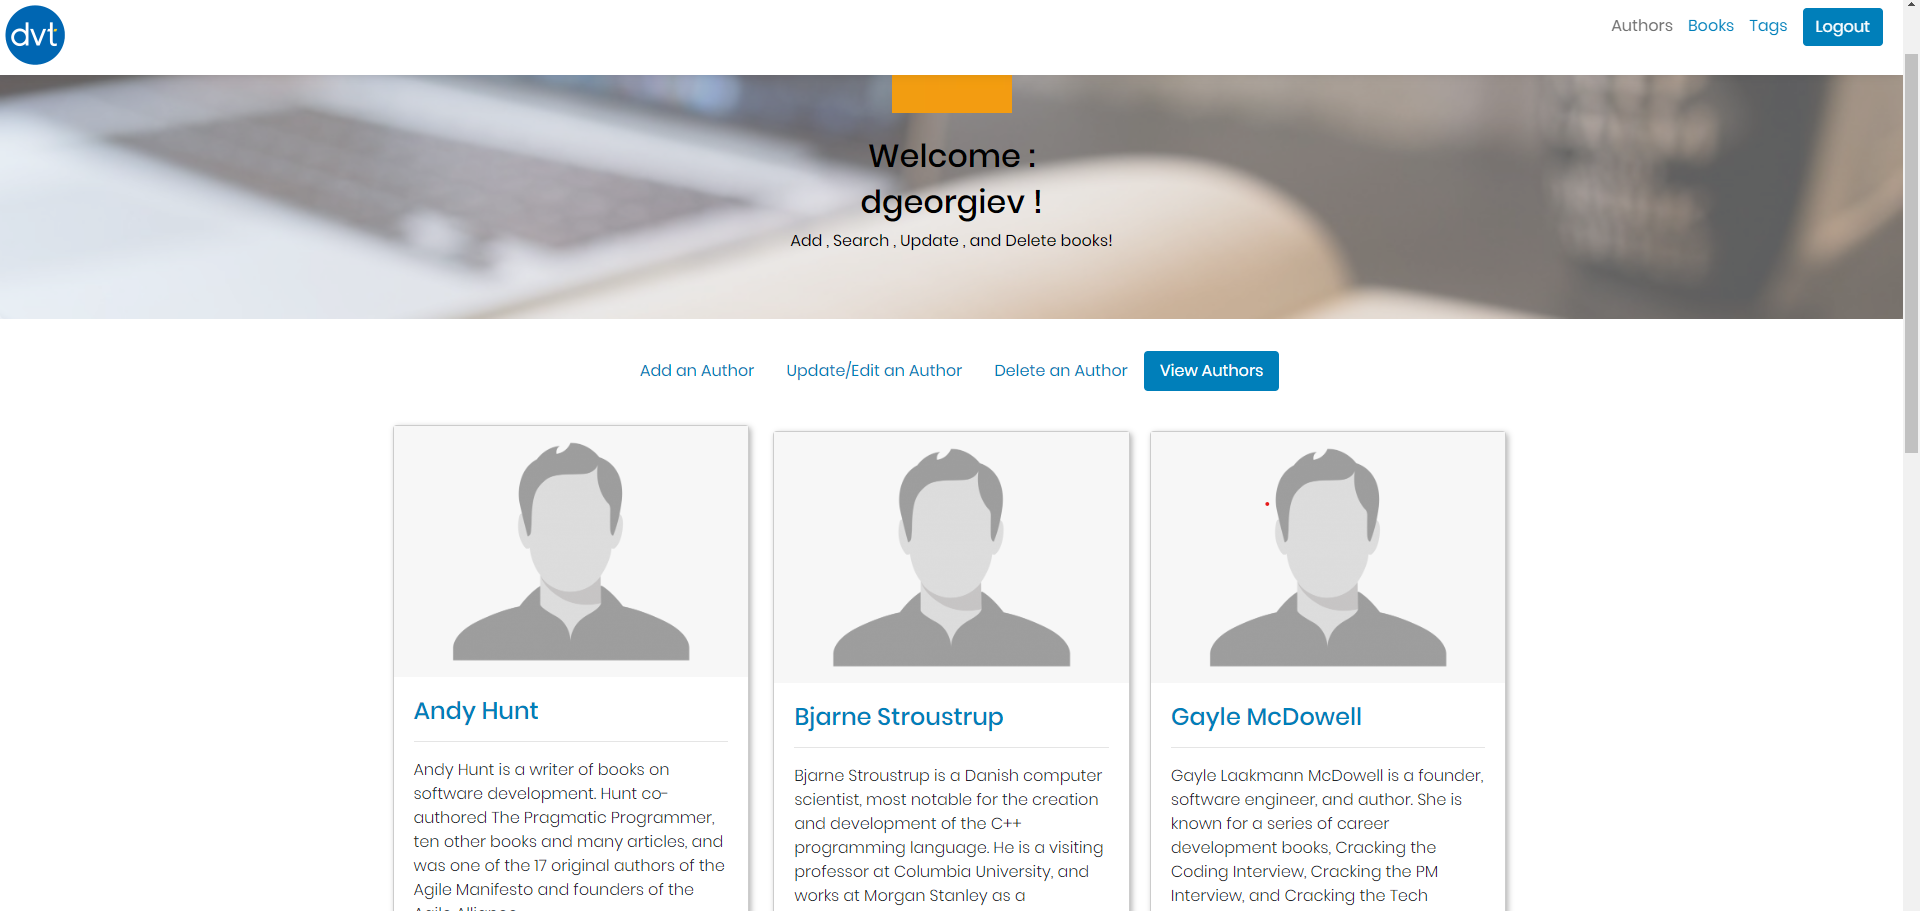 dvt
Authors Books Tags Logout
Welcome :
dgeorgiev !
Add , Search , Update , and Delete books!
Add an Author Update/Edit an Author Delete an Author View Authors
Andy Hunt
Andy Hunt is a writer of books on
software development. Hunt co-
authored The Pragmatic Programmer,
ten other books and many articles, and
was one of the 17 original authors of the
Agile Manifesto and founders of the
Agile Alliance
Bjarne Stroustrup
Bjarne Stroustrup is a Danish computer
scientist, most notable for the creation
and development of the C++
programming language. He is a visiting
professor at Columbia University, and
works at Morgan Stanley as a
Gayle McDowell
Gayle Laakmann McDowell is a founder,
software engineer, and author. She is
known for a series of career
development books, Cracking the
Coding Interview, Cracking the PM
Interview, and Cracking the Tech